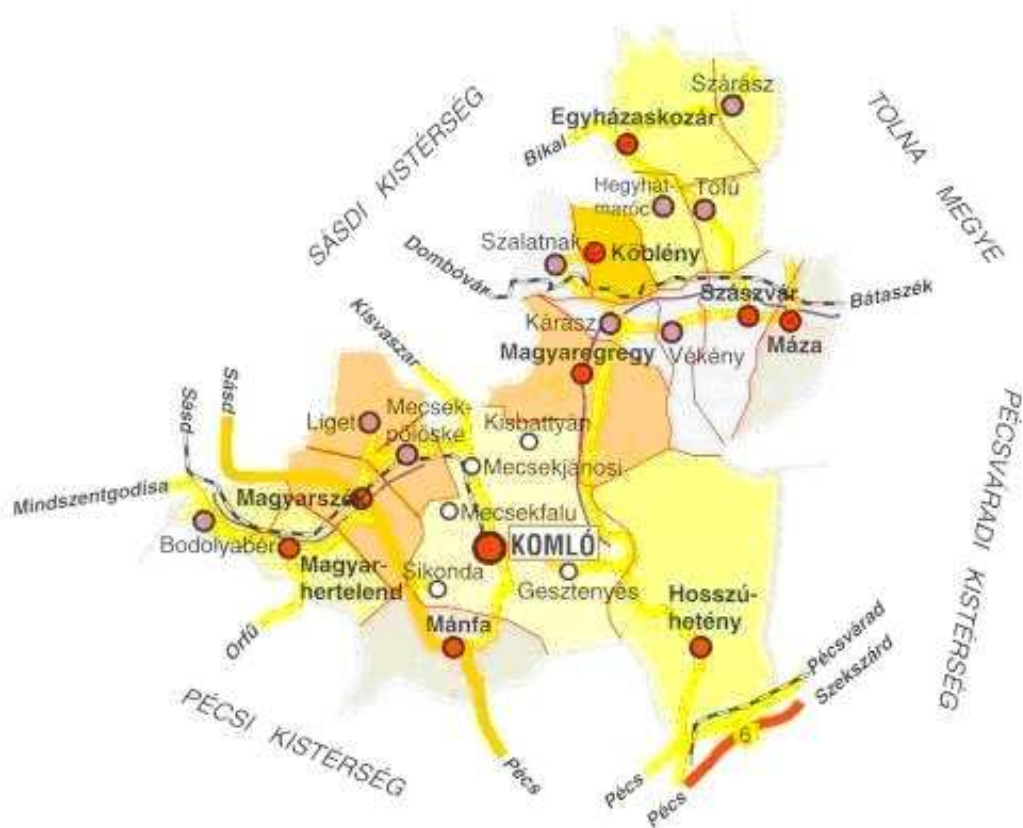 Szárász
Egyházaskozár
Bikal
TOLNA MEGYE
SÁSDI KISTÉRSÉG
Hegyhát-
maróc
Tófű
Szalatnak
Köblény
Dombóvár
Szászvár
Bátaszék
Kárász
Máza
Kisvaszar
Magyaregregy
Vékény
Sásd
Sásd
Liget
Mecsek-
pölöske
Kisbattyán
Mecsekjánosi
PÉCSVÁRADI KISTÉRSÉG
Mindszentgodisa
Magyarszék
Mecsekfalu
Bodolyabér
KOMLÓ
Magyar-
hertelend
Sikonda
Gesztenyés
Hosszú-
hetény
Mánfa
Orfű
Pécsvárad
Szekszárd
PÉCSI KISTÉRSÉG
6
Pécs
Pécs
Pécs